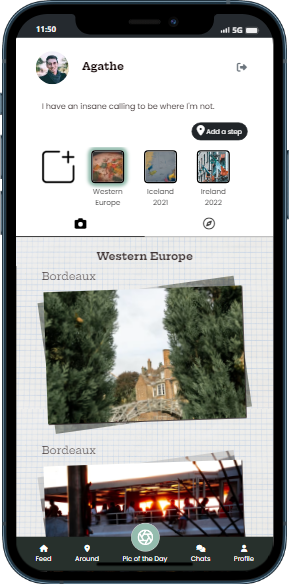 11:50
5G
Agathe
I have an insane calling to be where I'm not.
Add a step
Western
Europe
Iceland
2021
Ireland
2022
Western Europe
Bordeaux
Bordeaux
Feed
Around
Pic of the Day
Chats
Profile